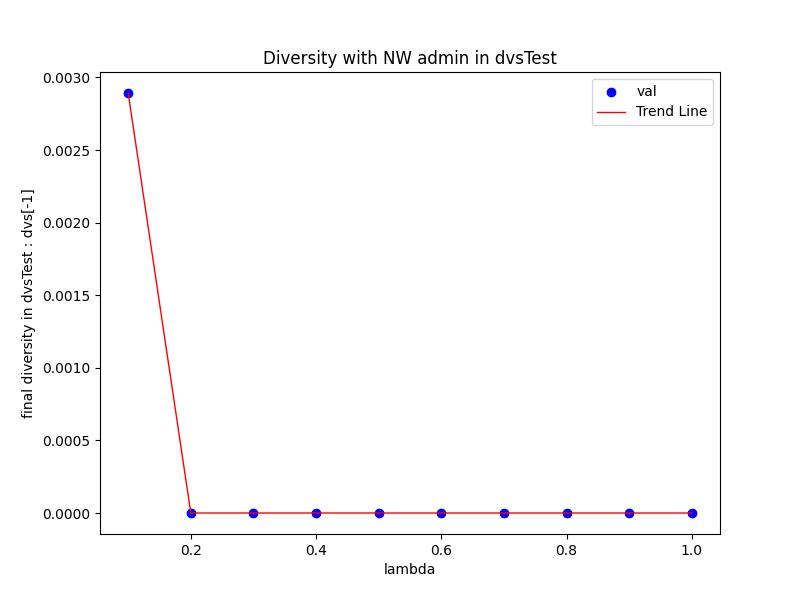 Diversity with NW admin in dvsTest
val
Trend Line
0.0030
0.0025
0.0020
0.0015
0.0010
0.0005
0.0000
final diversity in dvsTest : dvs[-1]
0.2 0.4 0.6 0.8 1.0
lambda